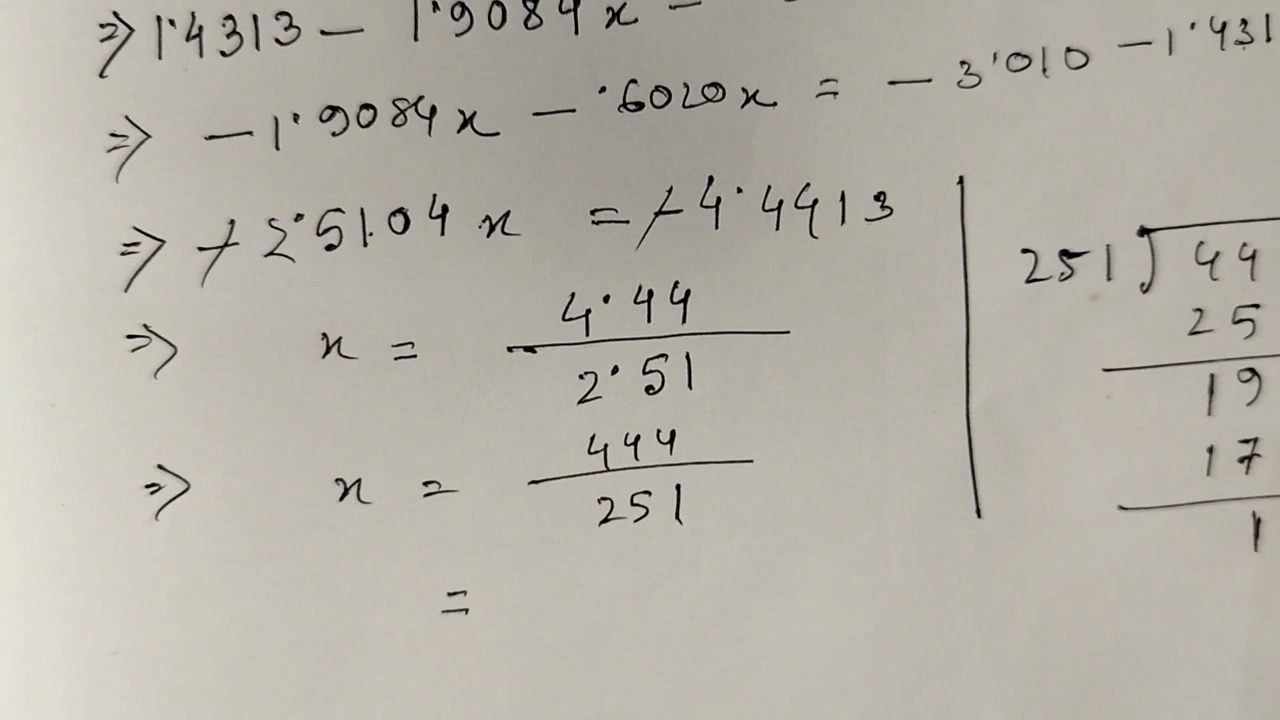 ⇒ 1.4313 - 1.9084x -
⇒ - 1.9084x - .6020x = - 3.010 - 1.431
⇒ - 2.5104x = - 4.4413
⇒ x = 4.44 / 2.51
⇒ x = 444 / 251
=
251 ) 44
25
19
17
1